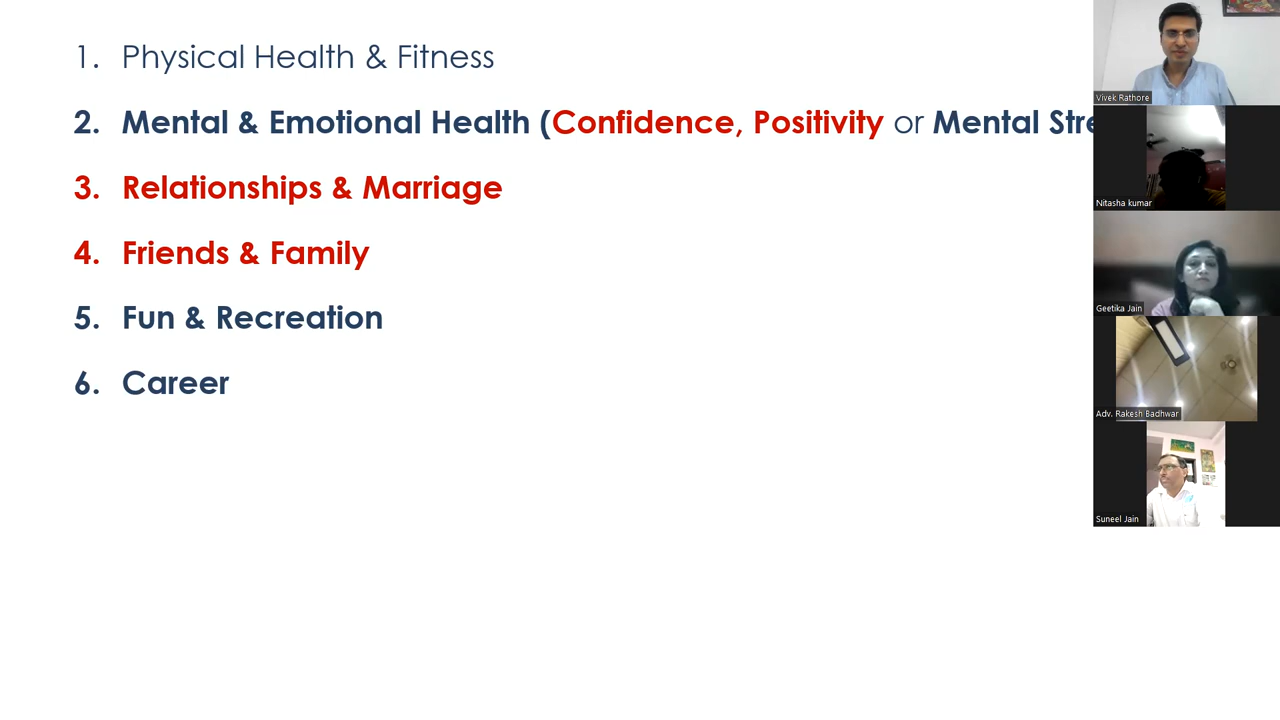 1. Physical Health & Fitness
2. Mental & Emotional Health (Confidence, Positivity or Mental
3. Relationships & Marriage
4. Friends & Family
5. Fun & Recreation
6. Career
Vivek Rathore
Nitasha kumar
Geetika Jain
Adv. Rakesh Badhwar
Suneel Jain